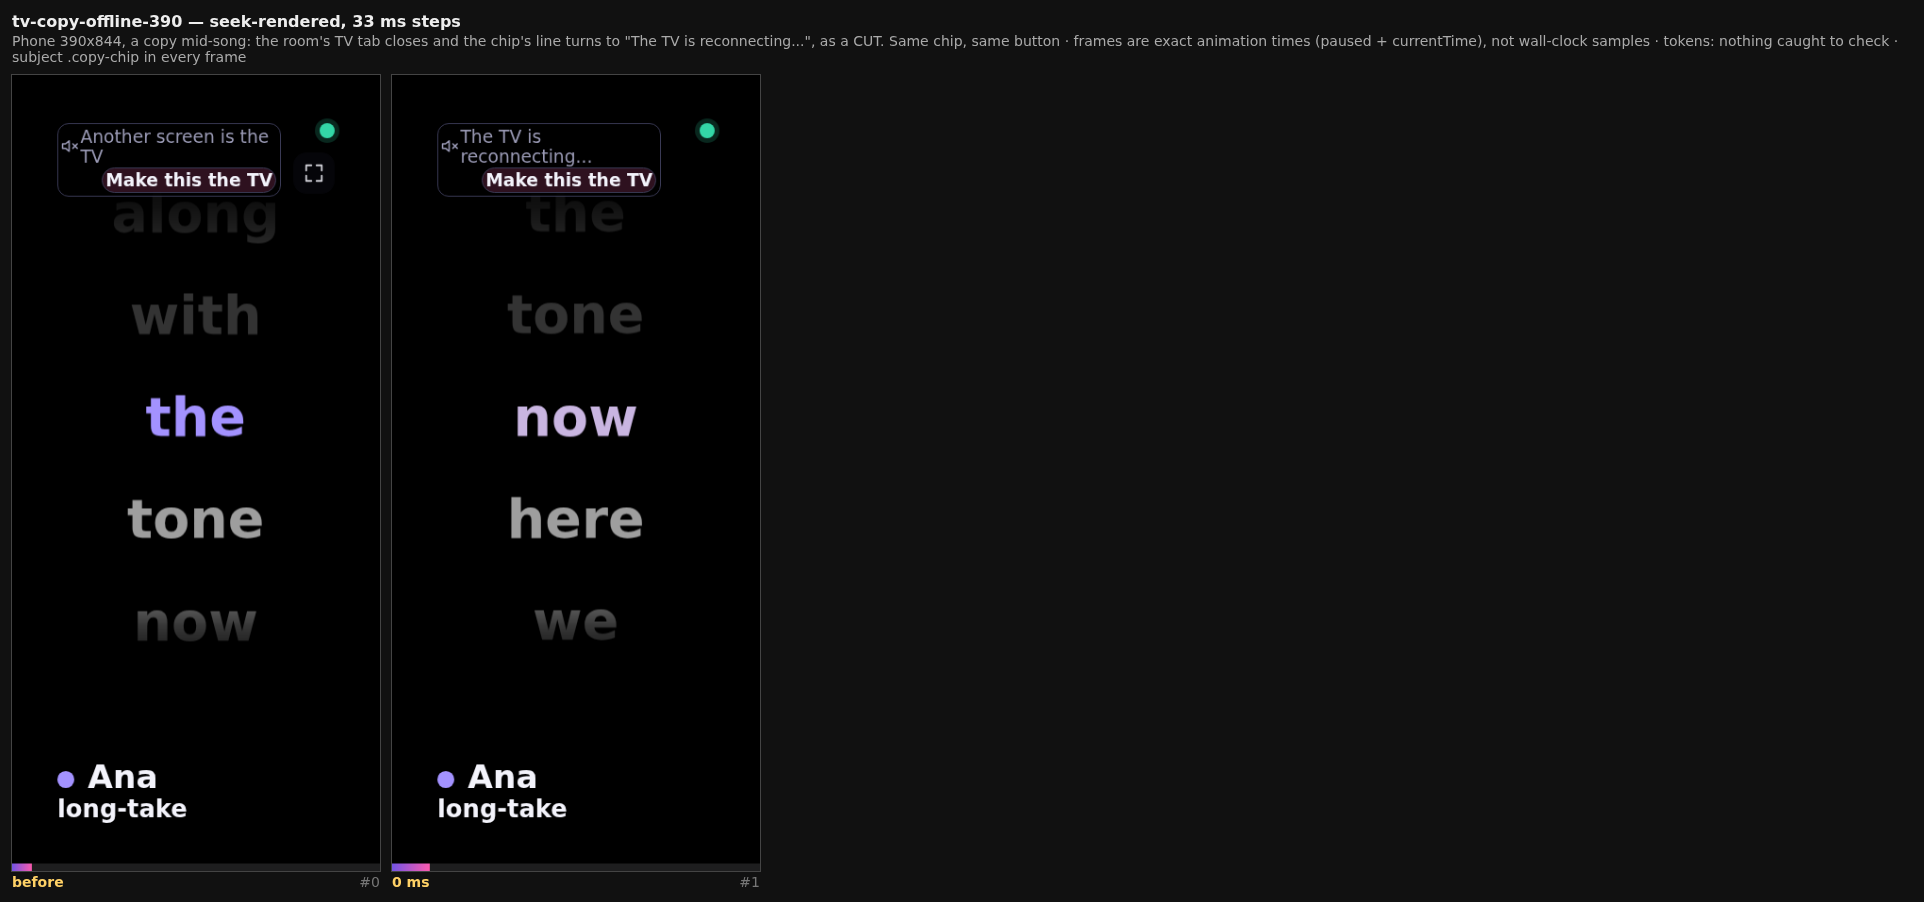 tv-copy-offline-390 — seek-rendered, 33 ms steps
Phone 390x844, a copy mid-song: the room's TV tab closes and the chip's line turns to "The TV is reconnecting…", as a CUT. Same chip, same button · frames are exact animation times (paused + currentTime), not wall-clock samples · tokens: nothing caught to check ·
subject .copy-chip in every frame
Another screen is the
TV
Make this the TV
along
with
the
tone
now
Ana
long-take
before
#0
The TV is
reconnecting…
Make this the TV
the
tone
now
here
we
Ana
long-take
0 ms
#1